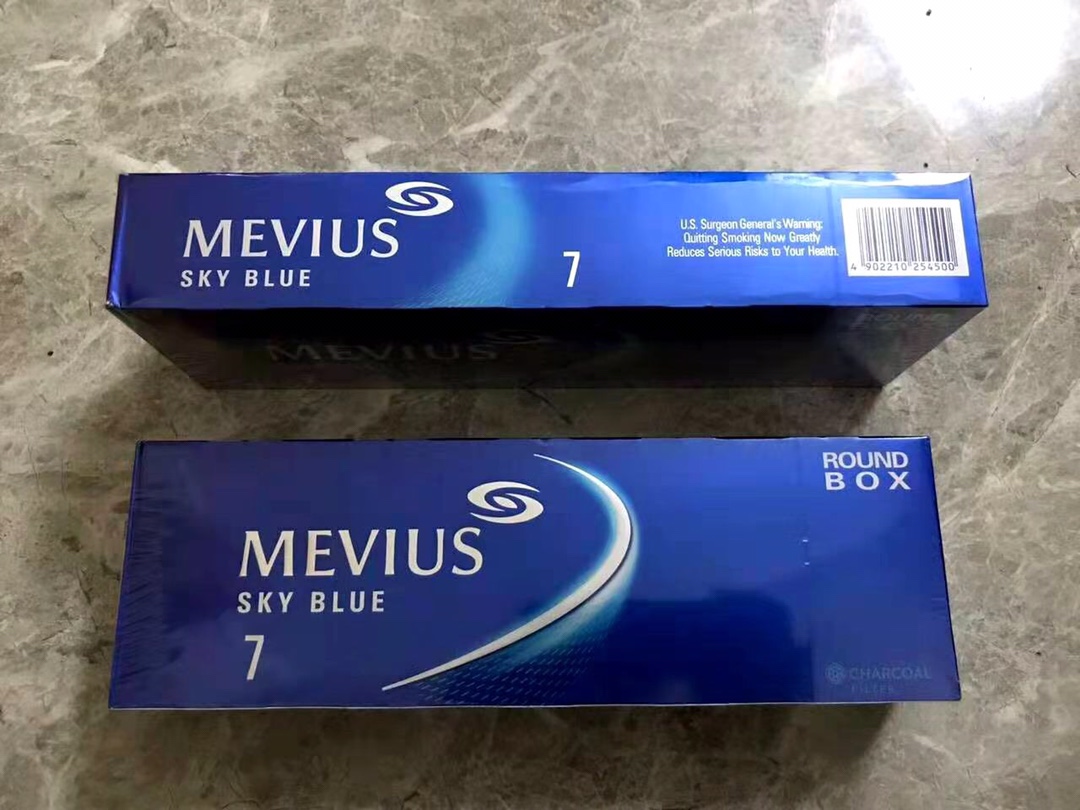 MEVIUS
SKY BLUE
7
U.S. Surgeon General's Warning:
Quitting Smoking Now Greatly
Reduces Serious Risks to Your Health.
4 902210 254500
MEVIUS
ROUND
BOX
MEVIUS
SKY BLUE
7
CHARCOAL
FILTER